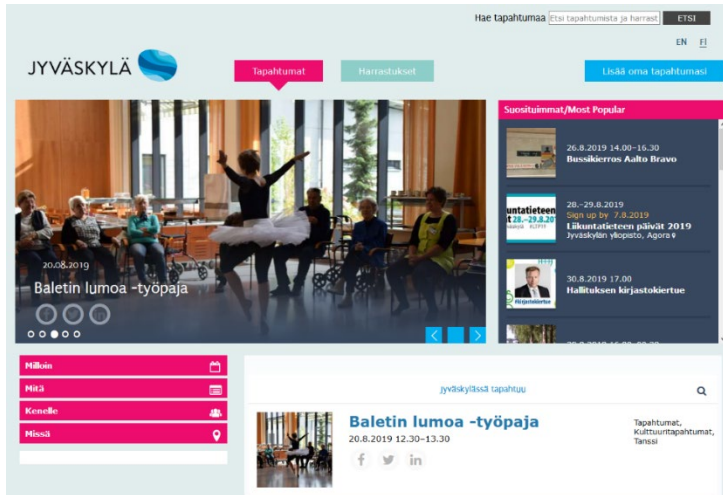 Hae tapahtumaa Etsi tapahtumista ja harrast ETSI
EN FI
JYVÄSKYLÄ
Tapahtumat Harrastukset Lisää oma tapahtumasi
Suosituimmat/Most Popular
26.8.2019 14.00–16.30
Bussikierros Aalto Bravo
28.–29.8.2019
Sign up by 7.8.2019
Liikuntatieteen päivät 2019
Jyväskylän yliopisto, Agora
untatieteen
30.8.2019 17.00
Hallituksen kirjastokiertue
20.08.2019
Baletin lumoa -työpaja
Milloin
Mitä
Kenelle
Missä
jyväskylässä tapahtuu
Baletin lumoa -työpaja
20.8.2019 12.30–13.30
Tapahtumat,
Kulttuuritapahtumat,
Tanssi